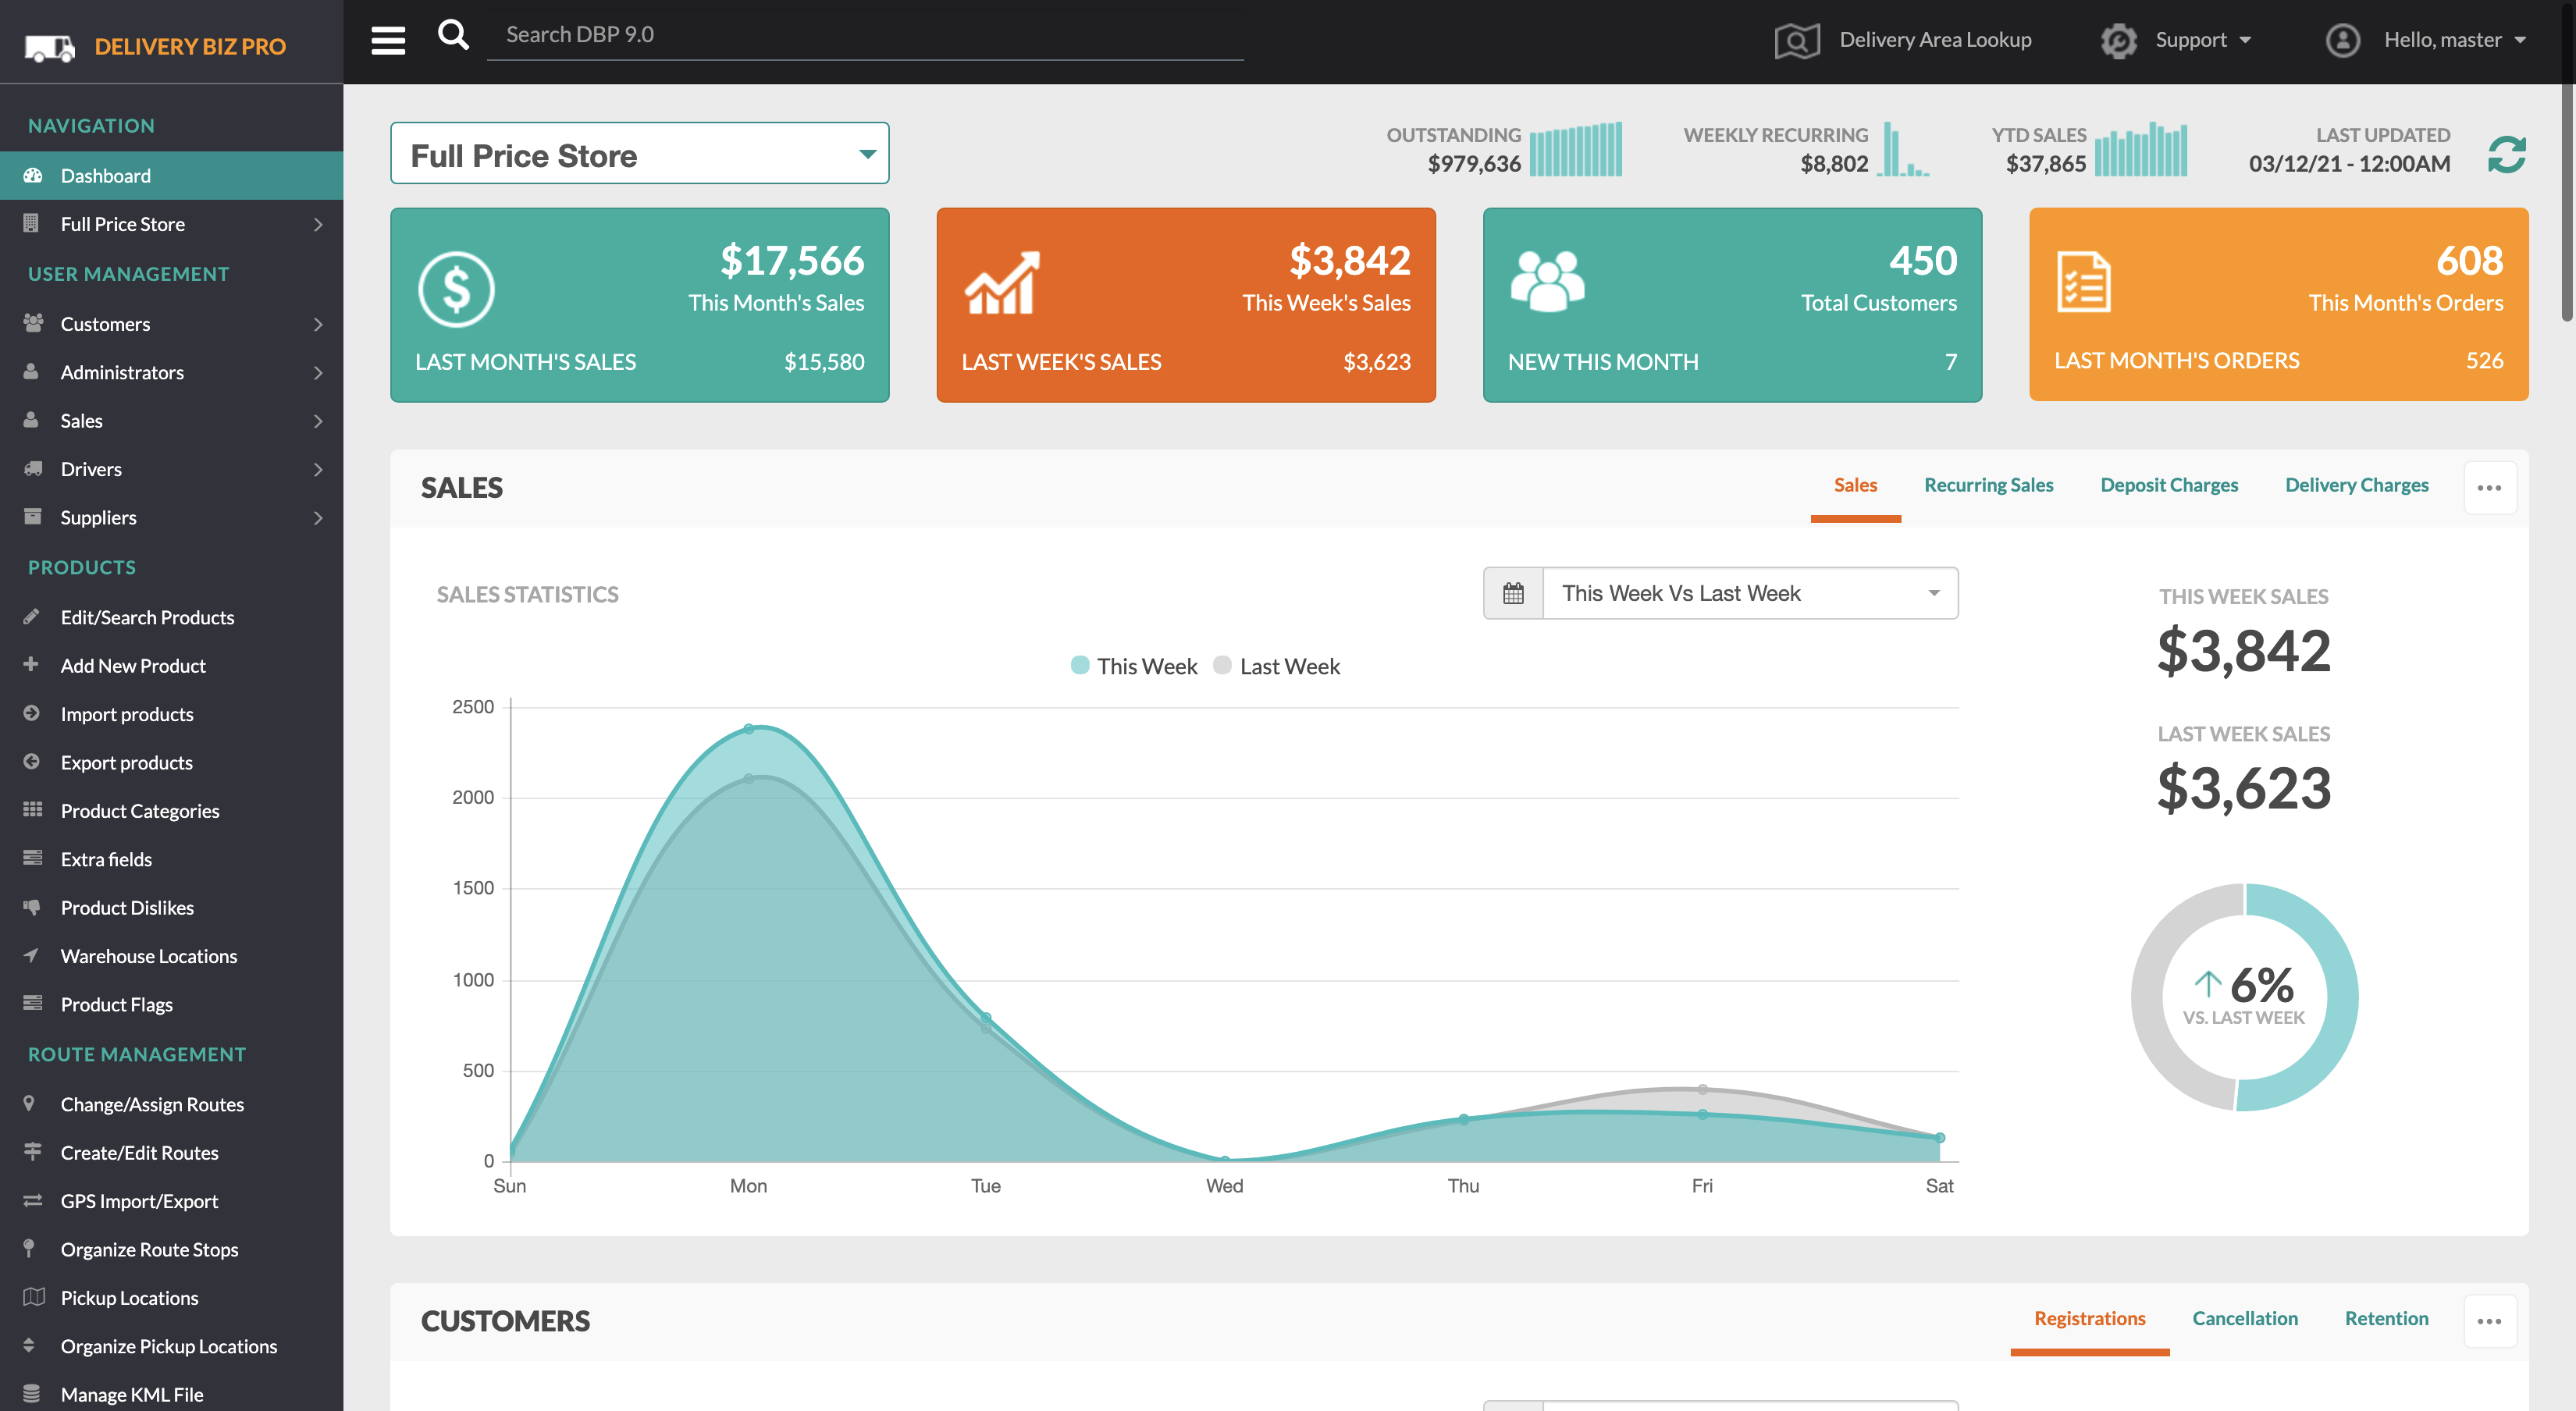 DELIVERY BIZ PRO
Search DBP 9.0
Delivery Area Lookup
Support
Hello, master
NAVIGATION
Dashboard
Full Price Store
USER MANAGEMENT
Customers
Administrators
Sales
Drivers
Suppliers
PRODUCTS
Edit/Search Products
Add New Product
Import products
Export products
Product Categories
Extra fields
Product Dislikes
Warehouse Locations
Product Flags
ROUTE MANAGEMENT
Change/Assign Routes
Create/Edit Routes
GPS Import/Export
Organize Route Stops
Pickup Locations
Organize Pickup Locations
Manage KML File
Full Price Store
OUTSTANDING
$979,636
WEEKLY RECURRING
$8,802
YTD SALES
$37,865
LAST UPDATED
03/12/21 - 12:00AM
$17,566
This Month's Sales
LAST MONTH'S SALES $15,580
$3,842
This Week's Sales
LAST WEEK'S SALES $3,623
450
Total Customers
NEW THIS MONTH 7
608
This Month's Orders
LAST MONTH'S ORDERS 526
SALES
Sales Recurring Sales Deposit Charges Delivery Charges
SALES STATISTICS
This Week Vs Last Week
This Week Last Week
2500
2000
1500
1000
500
0
Sun Mon Tue Wed Thu Fri Sat
THIS WEEK SALES
$3,842
LAST WEEK SALES
$3,623
6%
VS. LAST WEEK
CUSTOMERS
Registrations Cancellation Retention